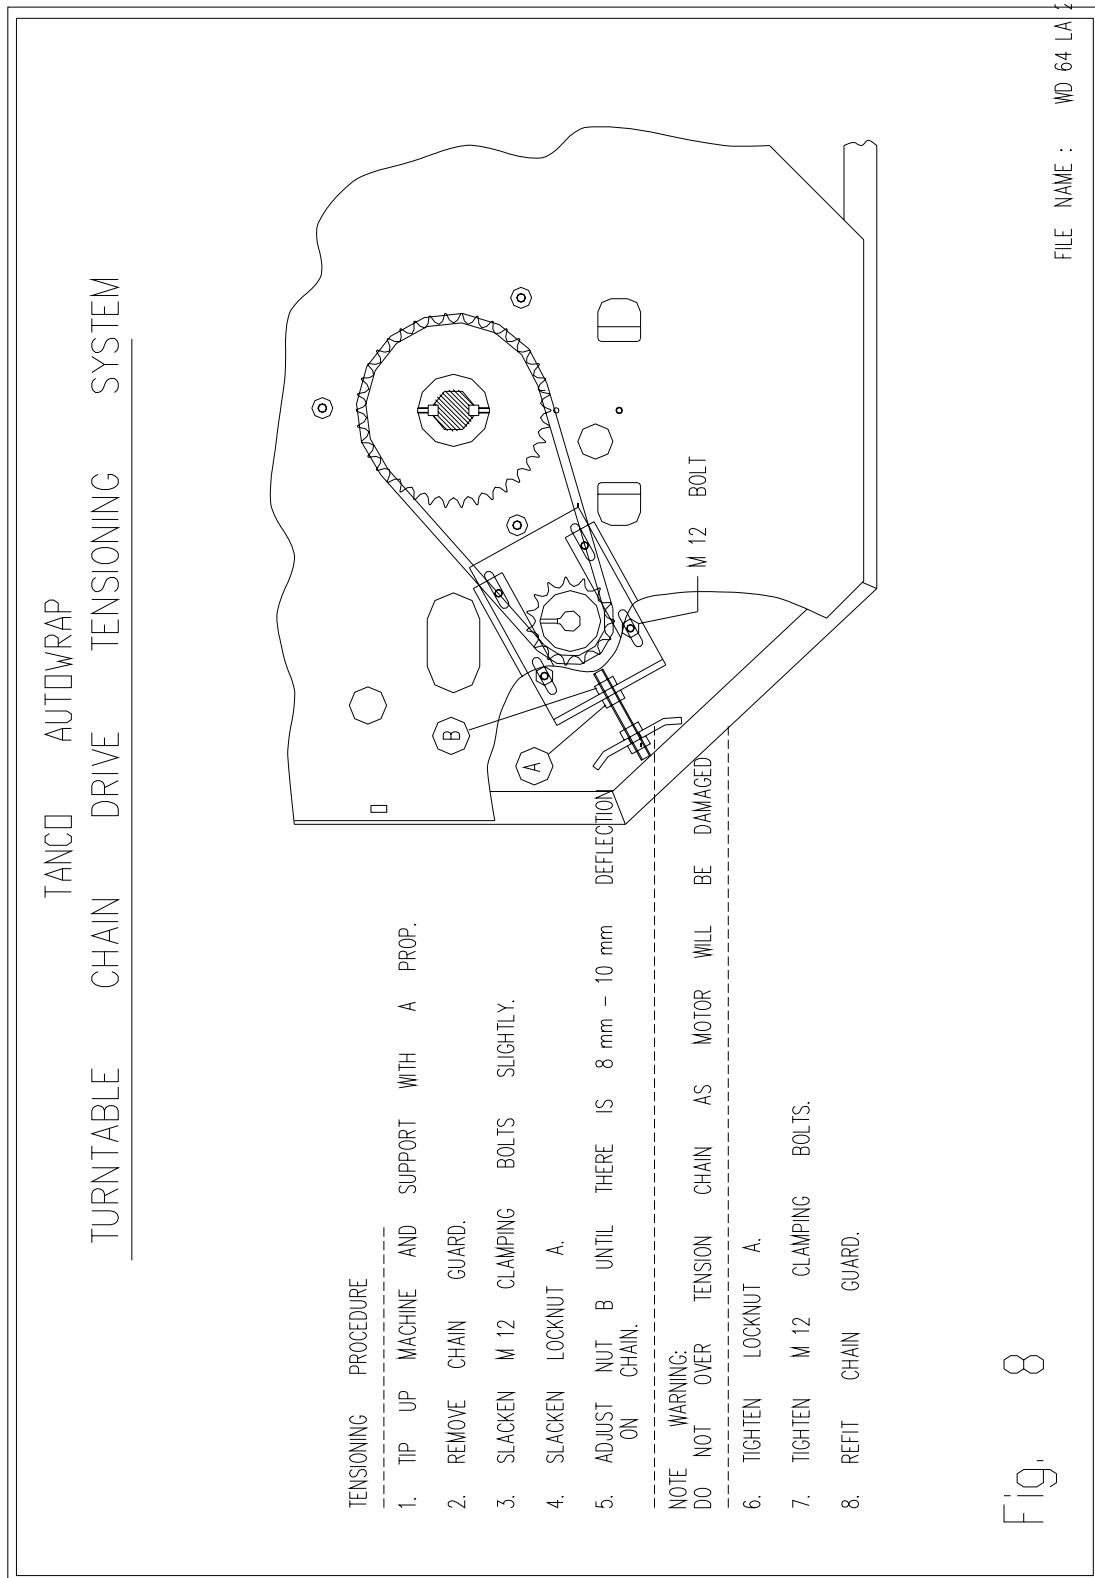 TANCO AUTOWRAP
TURNTABLE CHAIN DRIVE TENSIONING SYSTEM
TENSIONING PROCEDURE
1. TIP UP MACHINE AND SUPPORT WITH A PROP.
2. REMOVE CHAIN GUARD.
3. SLACKEN M 12 CLAMPING BOLTS SLIGHTLY.
4. SLACKEN LOCKNUT A.
5. ADJUST NUT B UNTIL THERE IS 8 mm - 10 mm DEFLECTION
ON CHAIN.
NOTE WARNING:
DO NOT OVER TENSION CHAIN AS MOTOR WILL BE DAMAGED
6. TIGHTEN LOCKNUT A.
7. TIGHTEN M 12 CLAMPING BOLTS.
8. REFIT CHAIN GUARD.
B
A
M 12 BOLT
Fig. 8
FILE NAME : WD 64 LA